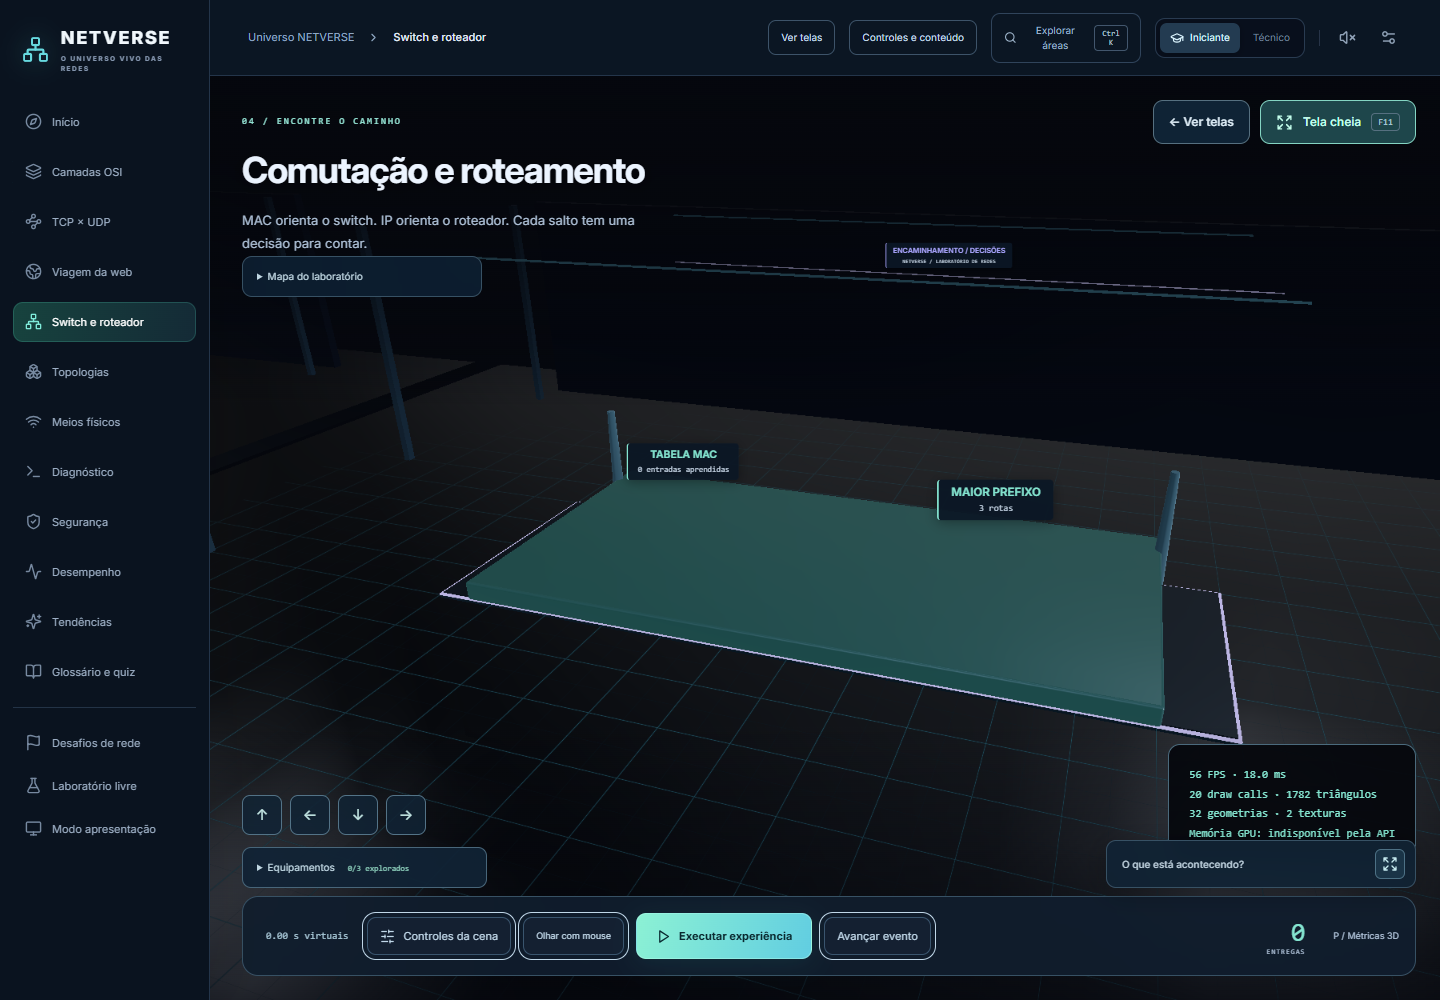 NETVERSE
O UNIVERSO VIVO DAS
REDES
Início
Camadas OSI
TCP × UDP
Viagem da web
Switch e roteador
Topologias
Meios físicos
Diagnóstico
Segurança
Desempenho
Tendências
Glossário e quiz
Desafios de rede
Laboratório livre
Modo apresentação
Universo NETVERSE > Switch e roteador
Ver telas
Controles e conteúdo
Explorar
áreas
Ctrl
K
Iniciante
Técnico
04 / ENCONTRE O CAMINHO
← Ver telas
Tela cheia F11
Comutação e roteamento
MAC orienta o switch. IP orienta o roteador. Cada salto tem uma
decisão para contar.
▸ Mapa do laboratório
ENCAMINHAMENTO / DECISÕES
NETVERSE / LABORATÓRIO DE REDES
TABELA MAC
0 entradas aprendidas
MAIOR PREFIXO
3 rotas
56 FPS · 18.0 ms
20 draw calls · 1782 triângulos
32 geometrias · 2 texturas
Memória GPU: indisponível pela API
↑ ← ↓ →
▸ Equipamentos 0/3 explorados
O que está acontecendo?
0.00 s virtuais
Controles da cena
Olhar com mouse
Executar experiência
Avançar evento
0
ENTREGAS
P / Métricas 3D